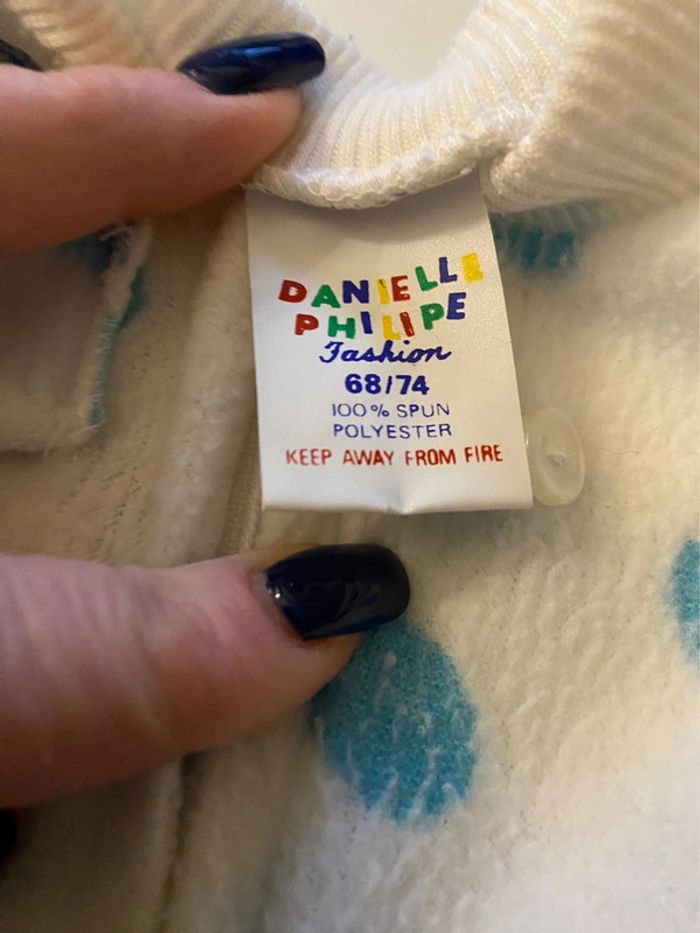 DANIELLE
PHILIPE
Fashion
68/74
100% SPUN
POLYESTER
KEEP AWAY FROM FIRE